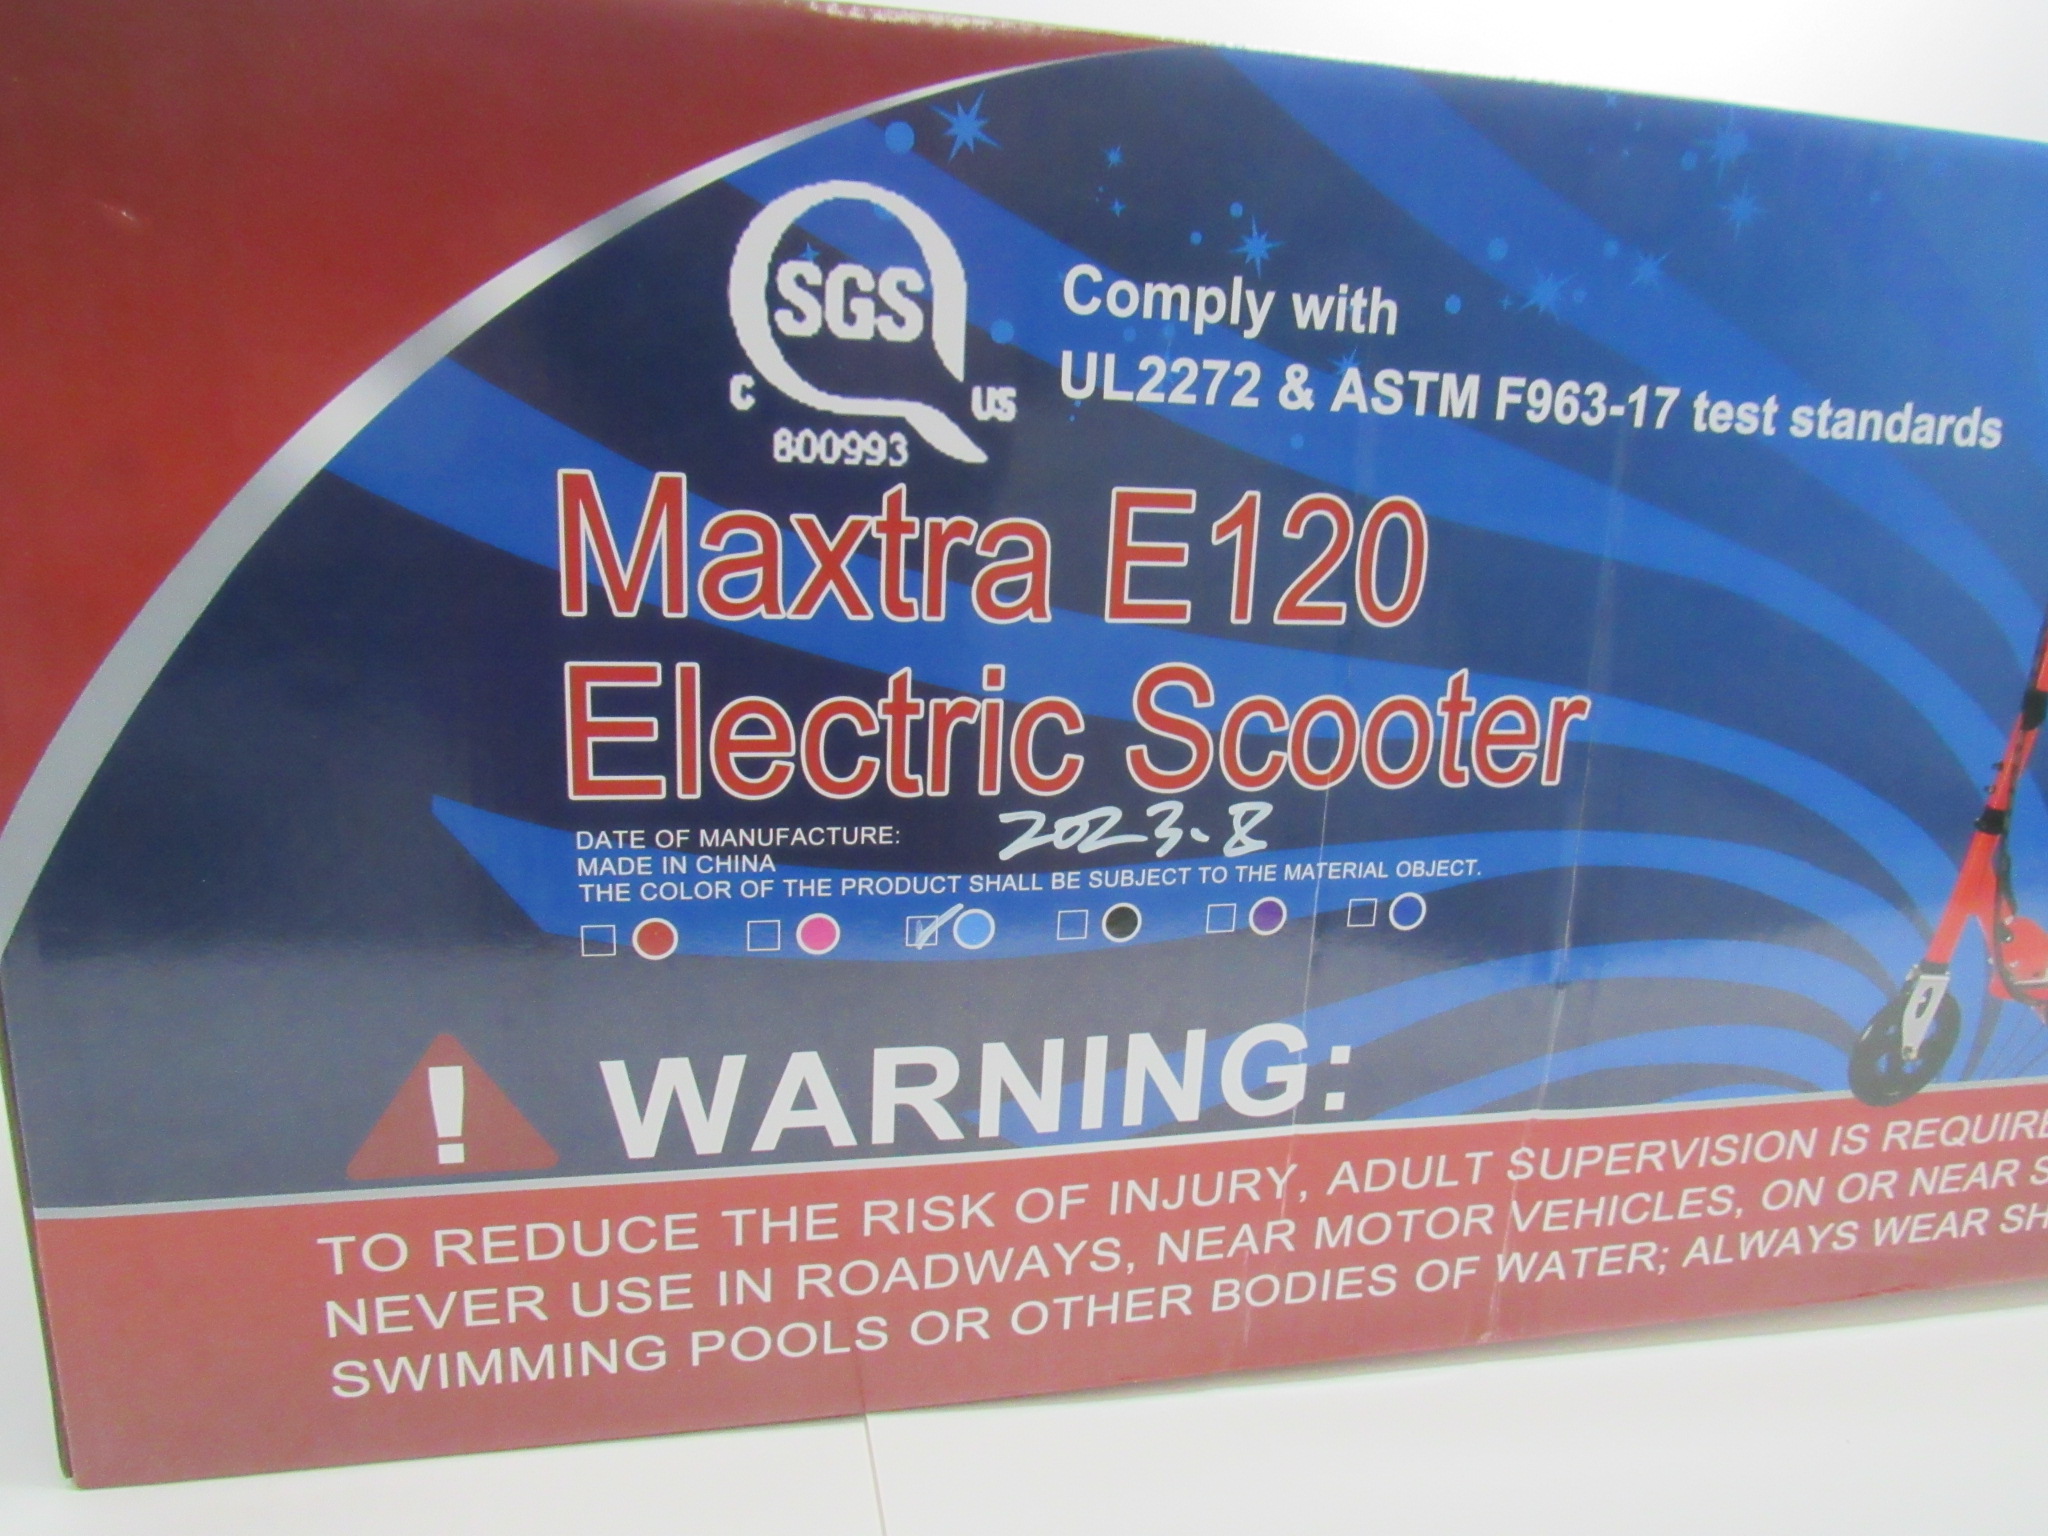 SGS
C US
800993
Comply with
UL2272 & ASTM F963-17 test standards
Maxtra E120
Electric Scooter
DATE OF MANUFACTURE: 2023.8
MADE IN CHINA
THE COLOR OF THE PRODUCT SHALL BE SUBJECT TO THE MATERIAL OBJECT.
! WARNING:
TO REDUCE THE RISK OF INJURY, ADULT SUPERVISION IS
NEVER USE IN ROADWAYS, NEAR MOTOR VEHICLES, ON OR NEAR
SWIMMING POOLS OR OTHER BODIES OF WATER; ALWAYS WEAR